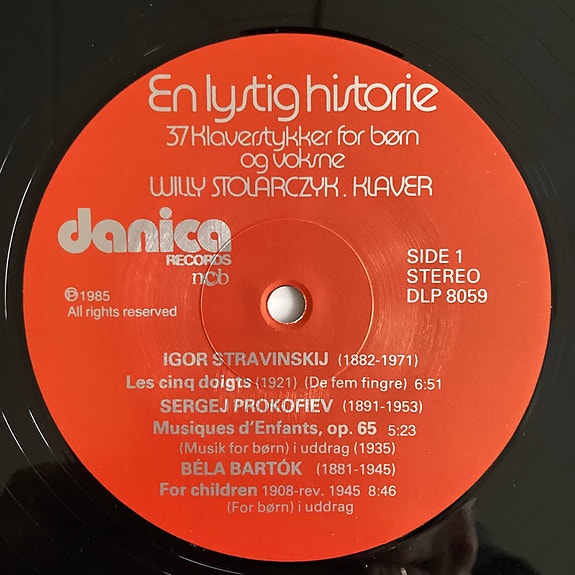 En lystig historie
37 Klaverstykker for børn
og voksne
WILLY STOLARCZYK . KLAVER
danica
RECORDS
ncb
℗ 1985
All rights reserved
SIDE 1
STEREO
DLP 8059
IGOR STRAVINSKIJ (1882-1971)
Les cinq doigts (1921) (De fem fingre) 6:51
SERGEJ PROKOFIEV (1891-1953)
Musiques d'Enfants, op. 65 5:23
(Musik for børn) i uddrag (1935)
BÉLA BARTÓK (1881-1945)
For children 1908-rev. 1945 8:46
(For børn) i uddrag